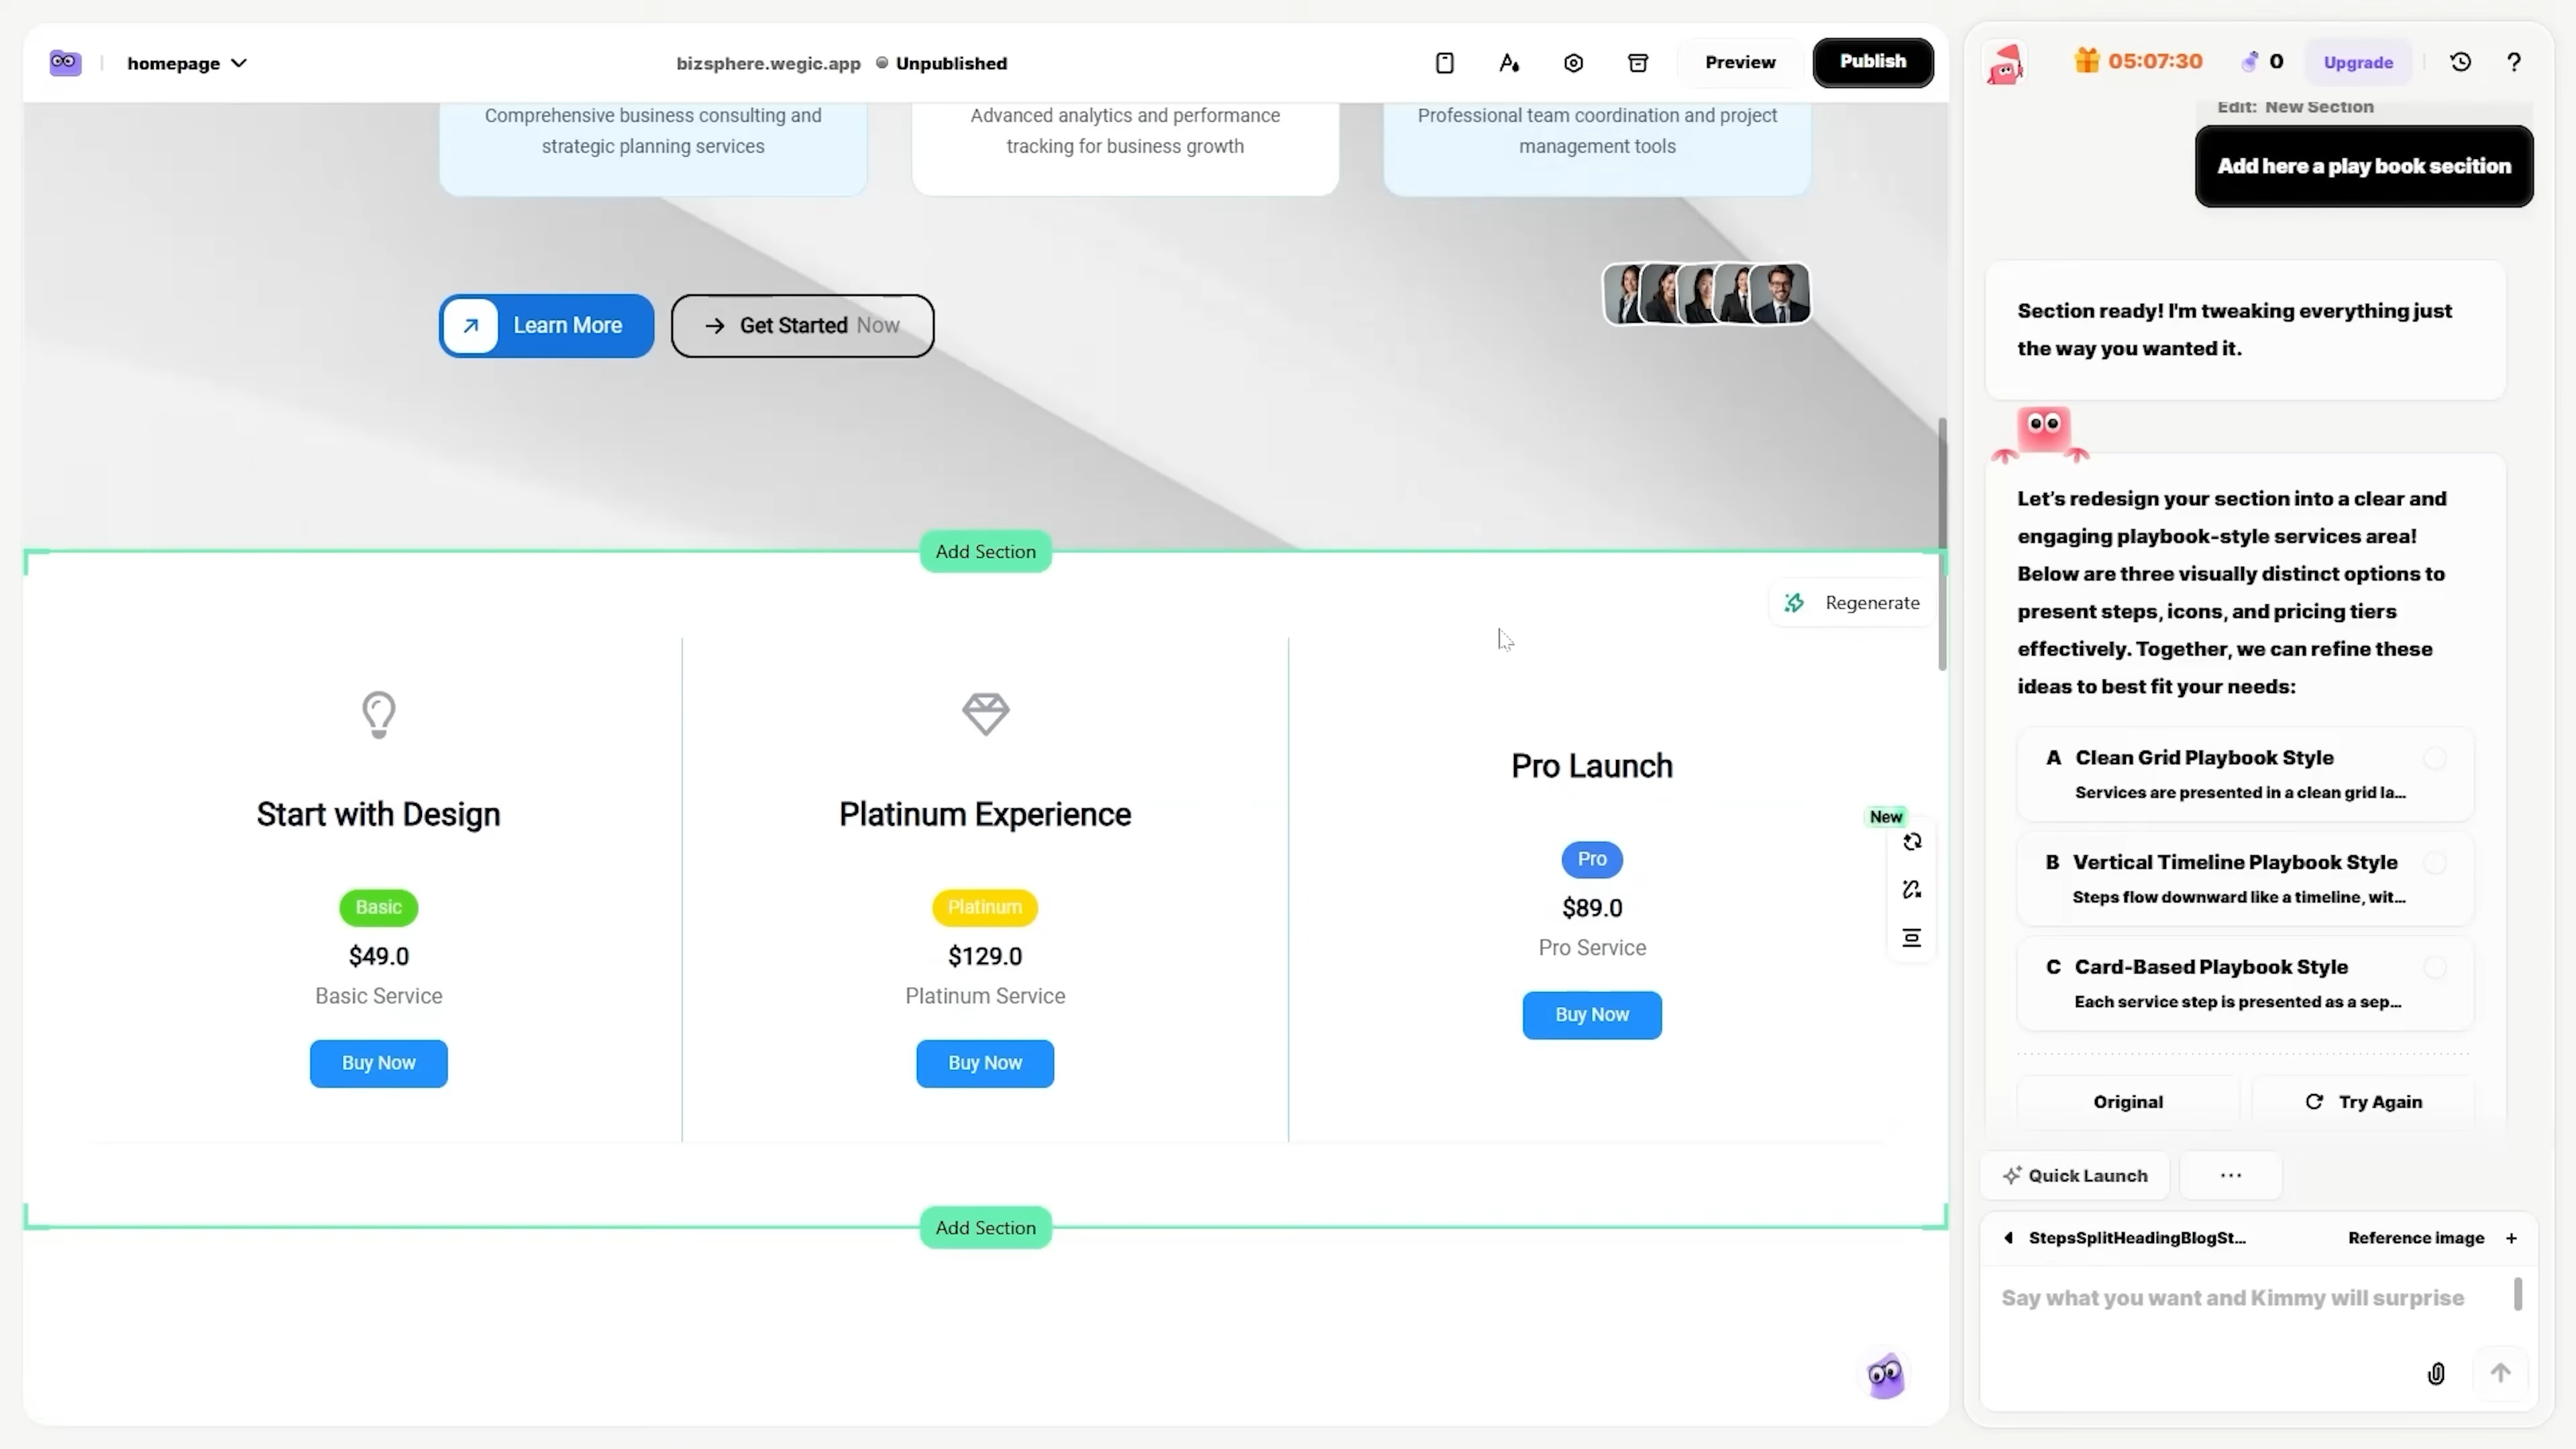 homepage
bizsphere.wegic.app
Unpublished
Preview
Publish
Comprehensive business consulting and
strategic planning services
Advanced analytics and performance
tracking for business growth
Professional team coordination and project
management tools
Learn More
Get Started Now
Add Section
Regenerate
Start with Design
Basic
$49.0
Basic Service
Buy Now
Platinum Experience
Platinum
$129.0
Platinum Service
Buy Now
Pro Launch
Pro
$89.0
Pro Service
Buy Now
New
Add Section
05:07:30
0
Upgrade
?
Edit: New Section
Add here a play book secition
Section ready! I'm tweaking everything just
the way you wanted it.
Let's redesign your section into a clear and
engaging playbook-style services area!
Below are three visually distinct options to
present steps, icons, and pricing tiers
effectively. Together, we can refine these
ideas to best fit your needs:
A Clean Grid Playbook Style
Services are presented in a clean grid la...
B Vertical Timeline Playbook Style
Steps flow downward like a timeline, wit...
C Card-Based Playbook Style
Each service step is presented as a sep...
Original
Try Again
Quick Launch
...
StepsSplitHeadingBlogSt...
Reference image +
Say what you want and Kimmy will surprise